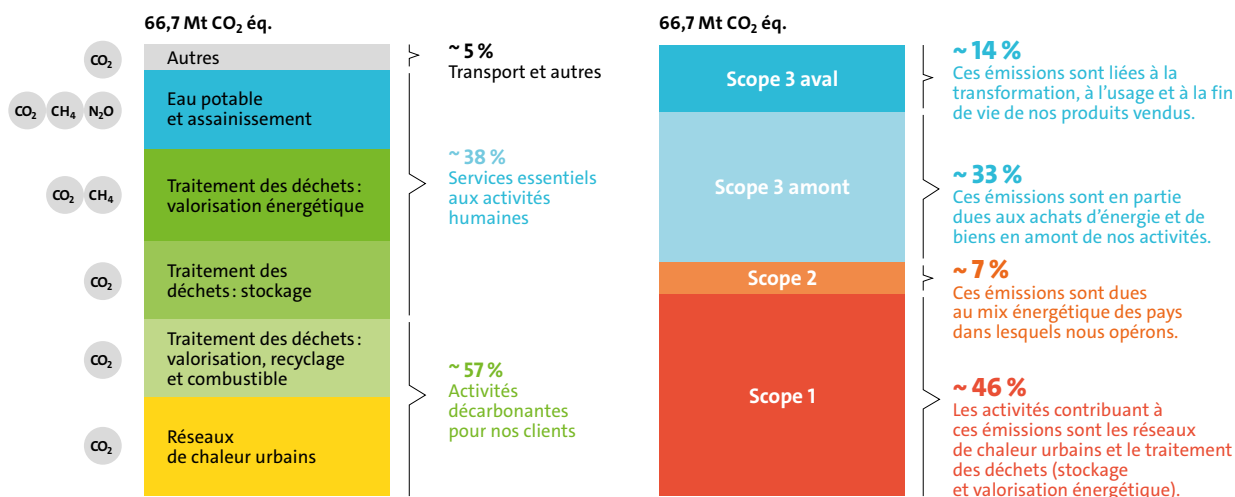 66,7 Mt CO₂ éq.
CO₂
Autres
~ 5 %
Transport et autres
CO₂ CH₄ N₂O
Eau potable
et assainissement
~ 38 %
Services essentiels
aux activités
humaines
CO₂ CH₄
Traitement des déchets :
valorisation énergétique
CO₂
Traitement des
déchets : stockage
CO₂
Traitement des déchets :
valorisation, recyclage
et combustible
~ 57 %
Activités
décarbonantes
pour nos clients
CO₂
Réseaux
de chaleur urbains
66,7 Mt CO₂ éq.
Scope 3 aval
~ 14 %
Ces émissions sont liées à la
transformation, à l’usage et à la fin
de vie de nos produits vendus.
Scope 3 amont
~ 33 %
Ces émissions sont en partie
dues aux achats d’énergie et de
biens en amont de nos activités.
Scope 2
~ 7 %
Ces émissions sont dues
au mix énergétique des pays
dans lesquels nous opérons.
Scope 1
~ 46 %
Les activités contribuant à
ces émissions sont les réseaux
de chaleur urbains et le traitement
des déchets (stockage
et valorisation énergétique).